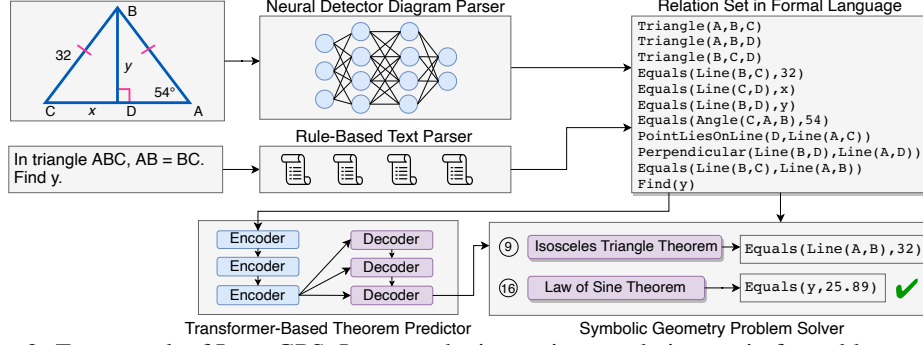 Neural Detector Diagram Parser
Relation Set in Formal Language
B
32
y
54°
C
x
D
A
Triangle(A,B,C)
Triangle(A,B,D)
Triangle(B,C,D)
Equals(Line(B,C),32)
Equals(Line(C,D),x)
Equals(Line(B,D),y)
Equals(Angle(C,A,B),54)
PointLiesOnLine(D,Line(A,C))
Perpendicular(Line(B,D),Line(A,D))
Equals(Line(B,C),Line(A,B))
Find(y)
Rule-Based Text Parser
In triangle ABC, AB = BC.
Find y.
Encoder
Encoder
Encoder
Decoder
Decoder
Decoder
Transformer-Based Theorem Predictor
9 Isosceles Triangle Theorem Equals(Line(A,B),32)
16 Law of Sine Theorem Equals(y,25.89)
Symbolic Geometry Problem Solver